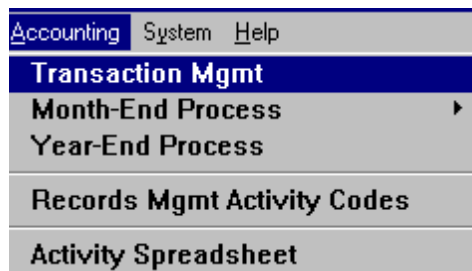 Accounting System Help
Transaction Mgmt
Month-End Process
Year-End Process
Records Mgmt Activity Codes
Activity Spreadsheet